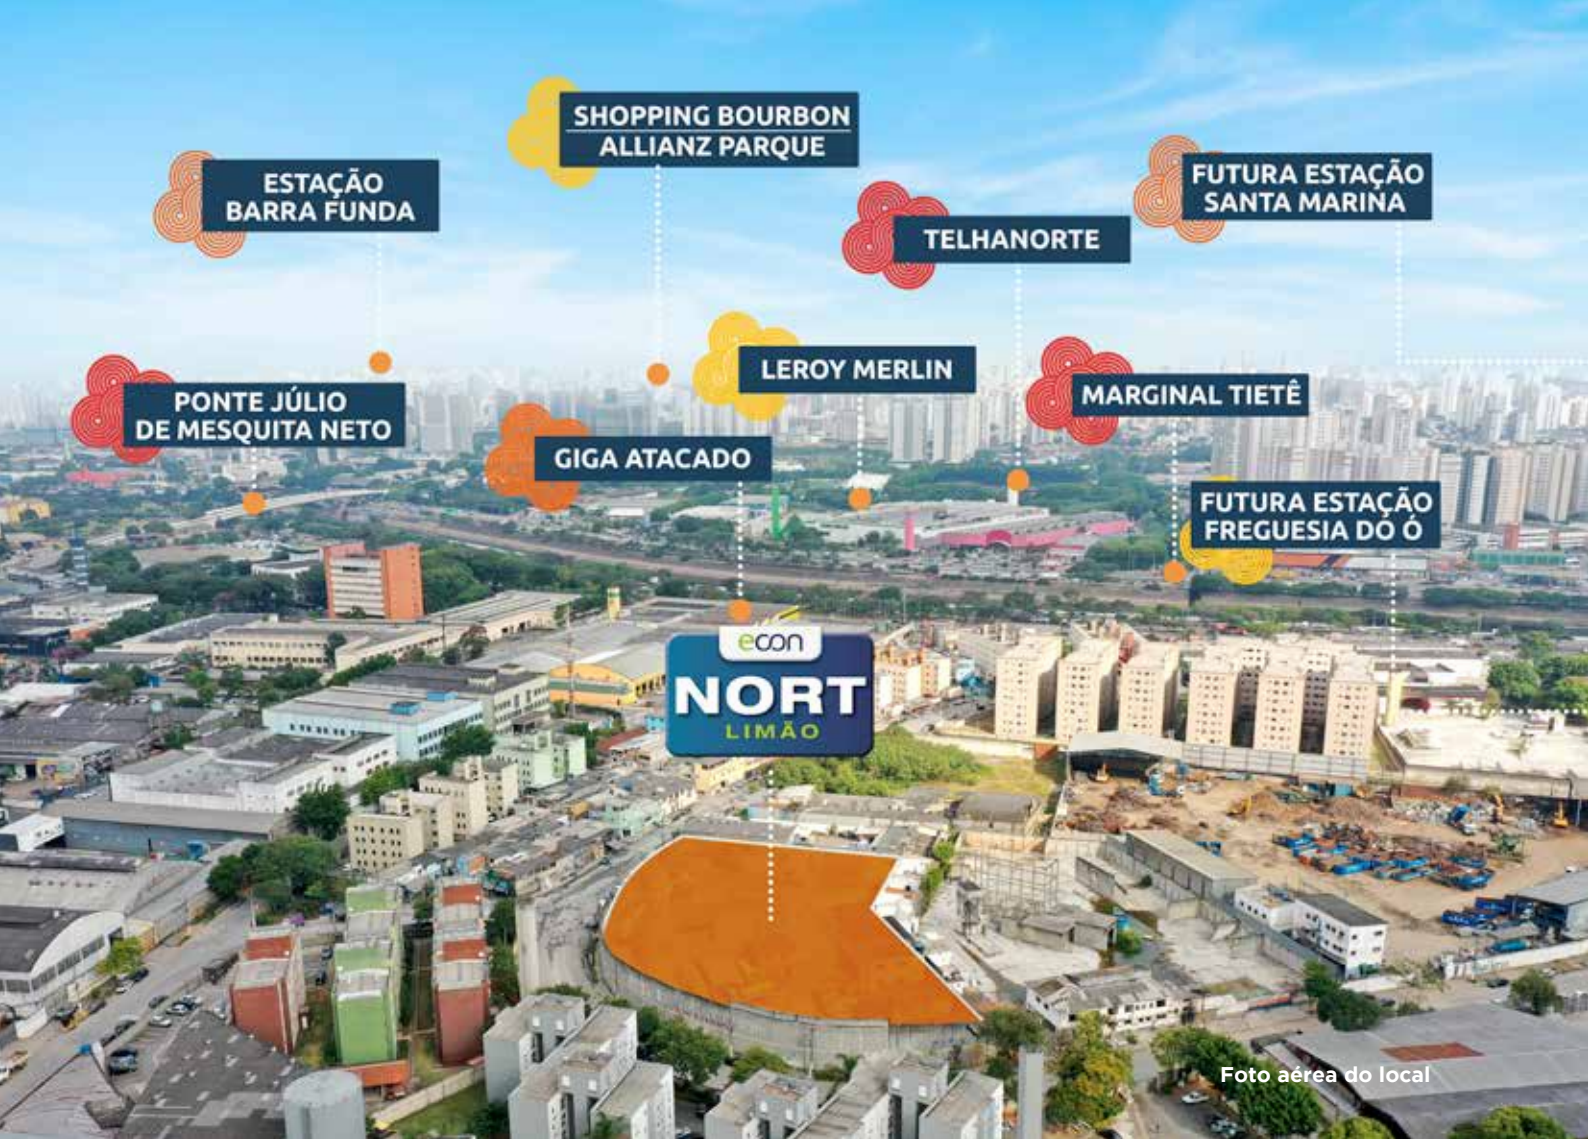 SHOPPING BOURBON
ALLIANZ PARQUE
ESTAÇÃO
BARRA FUNDA
FUTURA ESTAÇÃO
SANTA MARINA
TELHANORTE
LEROY MERLIN
MARGINAL TIETÊ
PONTE JÚLIO
DE MESQUITA NETO
GIGA ATACADO
FUTURA ESTAÇÃO
FREGUESIA DO Ó
econ
NORT
LIMÃO
Foto aérea do local